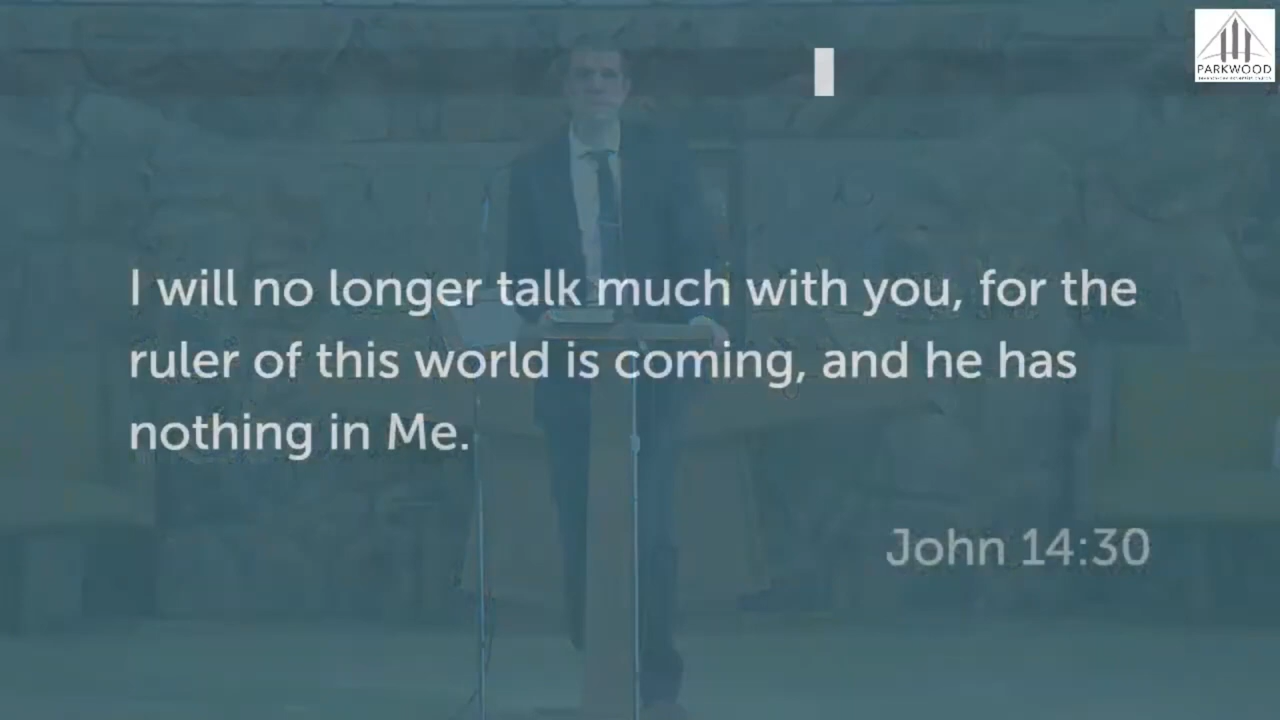 PARKWOOD
I will no longer talk much with you, for the
ruler of this world is coming, and he has
nothing in Me.
John 14:30